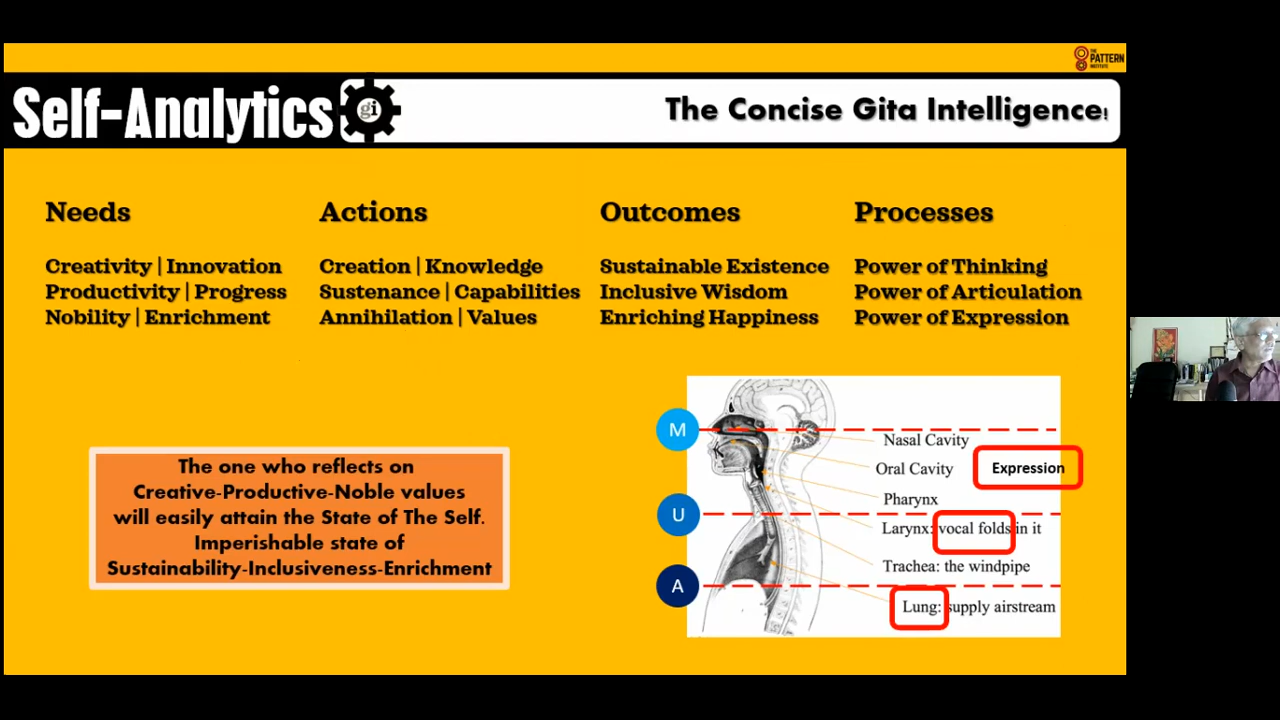 THE
PATTERN
INSTITUTE
Self-Analytics
gi
The Concise Gita Intelligence!
Needs
Creativity | Innovation
Productivity | Progress
Nobility | Enrichment
Actions
Creation | Knowledge
Sustenance | Capabilities
Annihilation | Values
Outcomes
Sustainable Existence
Inclusive Wisdom
Enriching Happiness
Processes
Power of Thinking
Power of Articulation
Power of Expression
The one who reflects on
Creative-Productive-Noble values
will easily attain the State of The Self.
Imperishable state of
Sustainability-Inclusiveness-Enrichment
M
U
A
Nasal Cavity
Oral Cavity
Expression
Pharynx
Larynx: vocal folds in it
Trachea: the windpipe
Lung: supply airstream